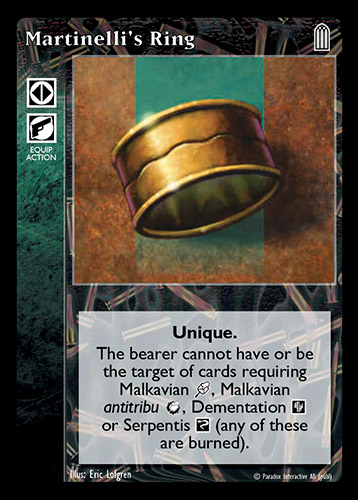 Martinelli's Ring
EQUIP
ACTION
Unique.
The bearer cannot have or be
the target of cards requiring
Malkavian , Malkavian
antitribu , Dementation
or Serpentis (any of these
are burned).
Illus: Eric Lofgren
© Paradox Interactive AB (publ)